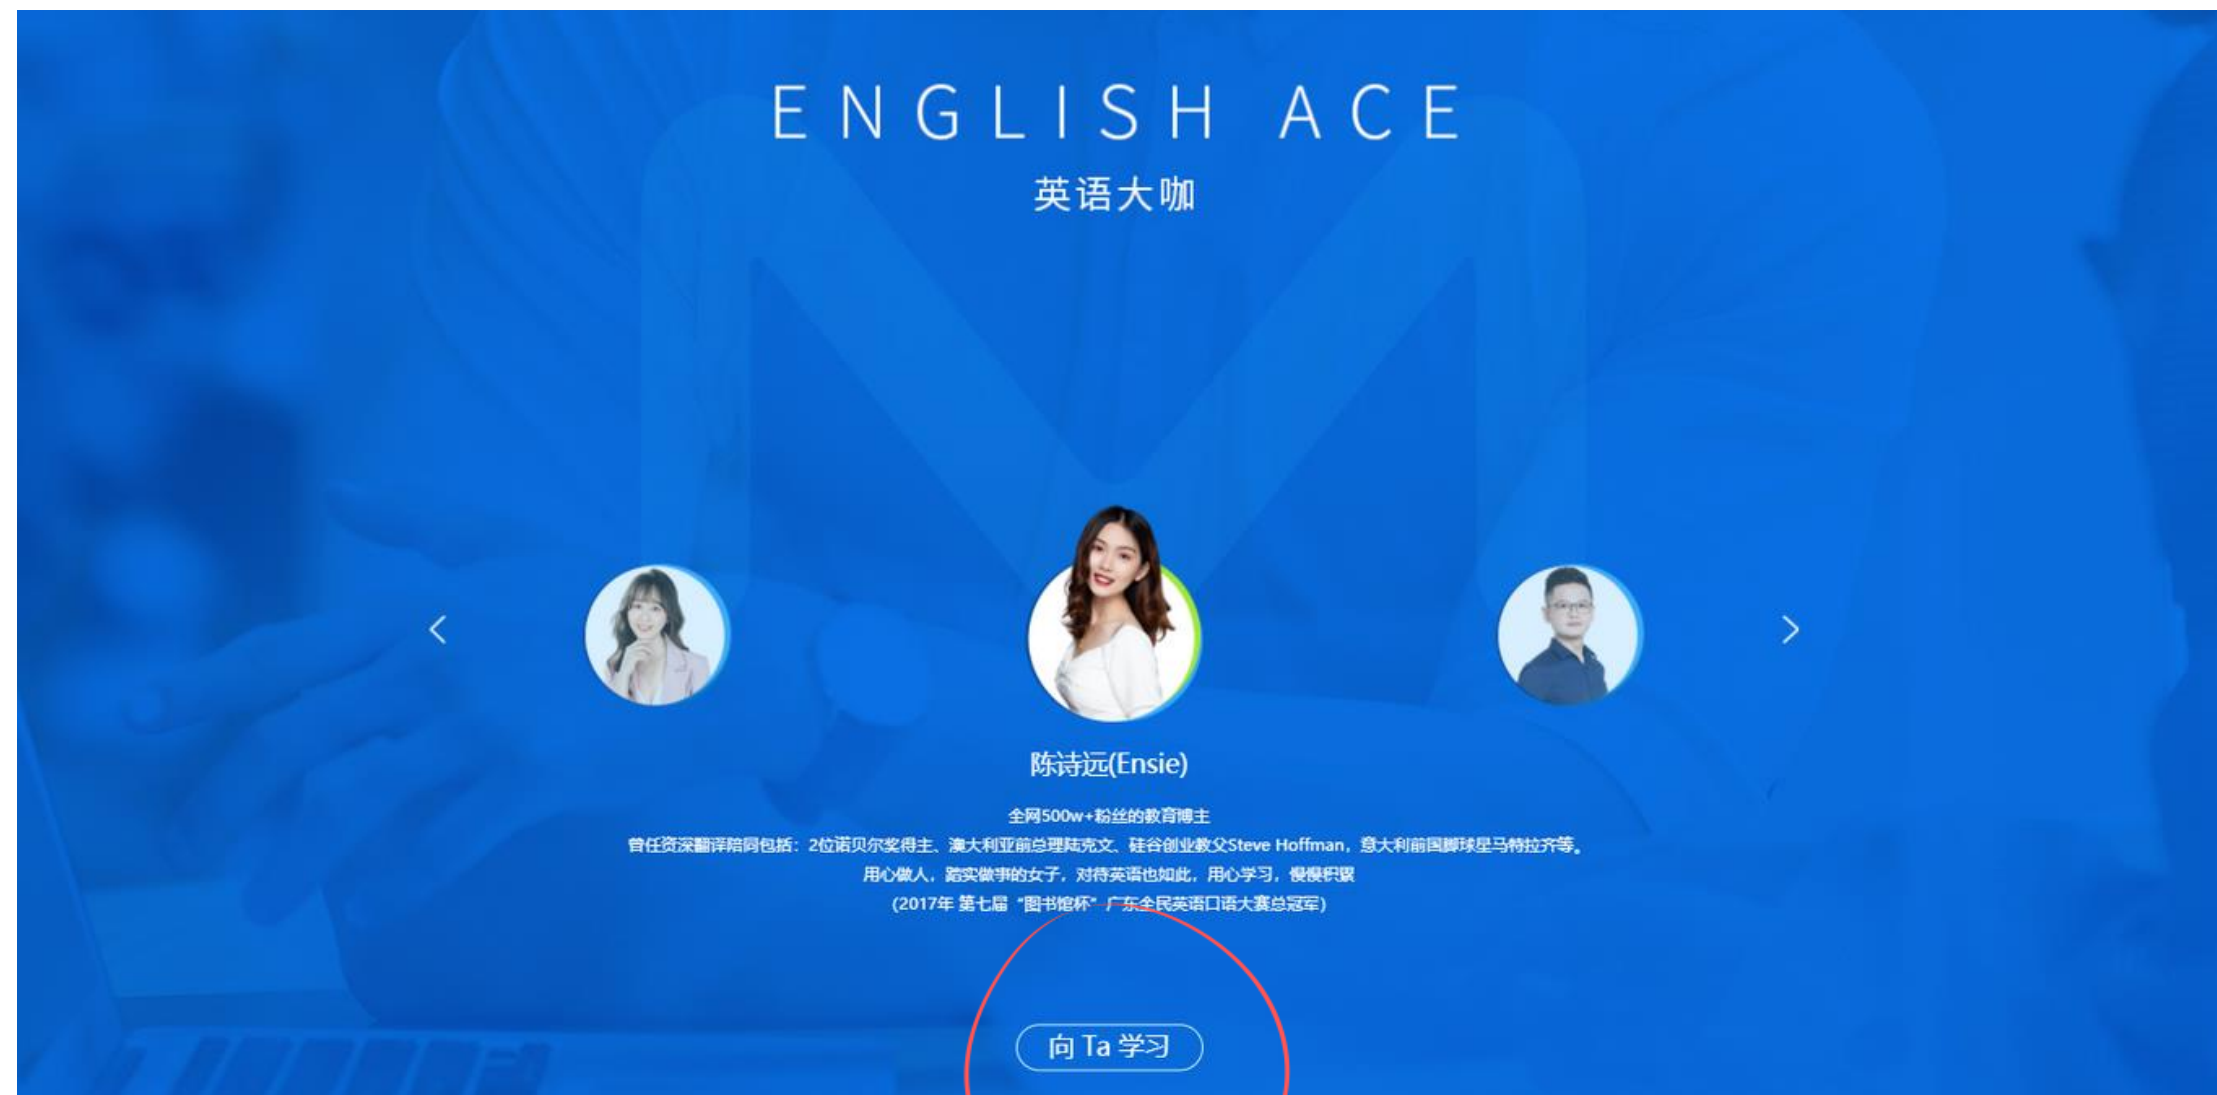 ENGLISH ACE
英语大咖
陈诗远(Ensie)
全网500w+粉丝的教育博主
曾任资深翻译陪同包括：2位诺贝尔奖得主、澳大利亚前总理陆克文、硅谷创业教父Steve Hoffman，意大利前国脚球星马特拉齐等。
用心做人，踏实做事的女子，对待英语也如此，用心学习，慢慢积累
(2017年 第七届“图书馆杯”广东全民英语口语大赛总冠军)
向 Ta 学习